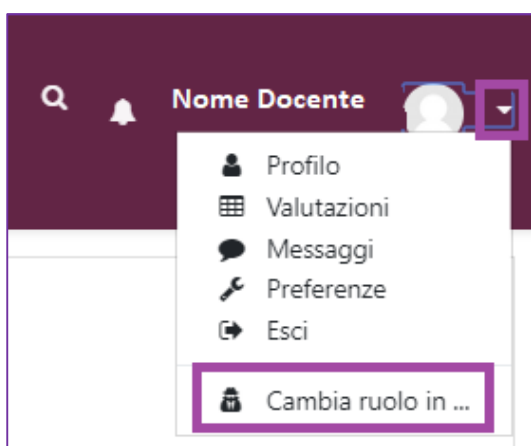 Nome Docente
Profilo
Valutazioni
Messaggi
Preferenze
Esci
Cambia ruolo in ...